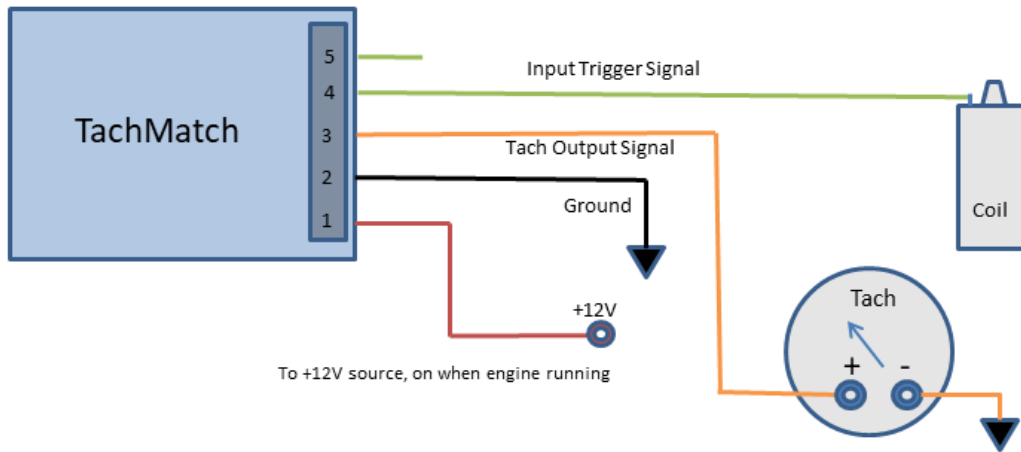 TachMatch
5
4
3
2
1
Input Trigger Signal
Tach Output Signal
Ground
Coil
Tach
+12V
+ -
To +12V source, on when engine running